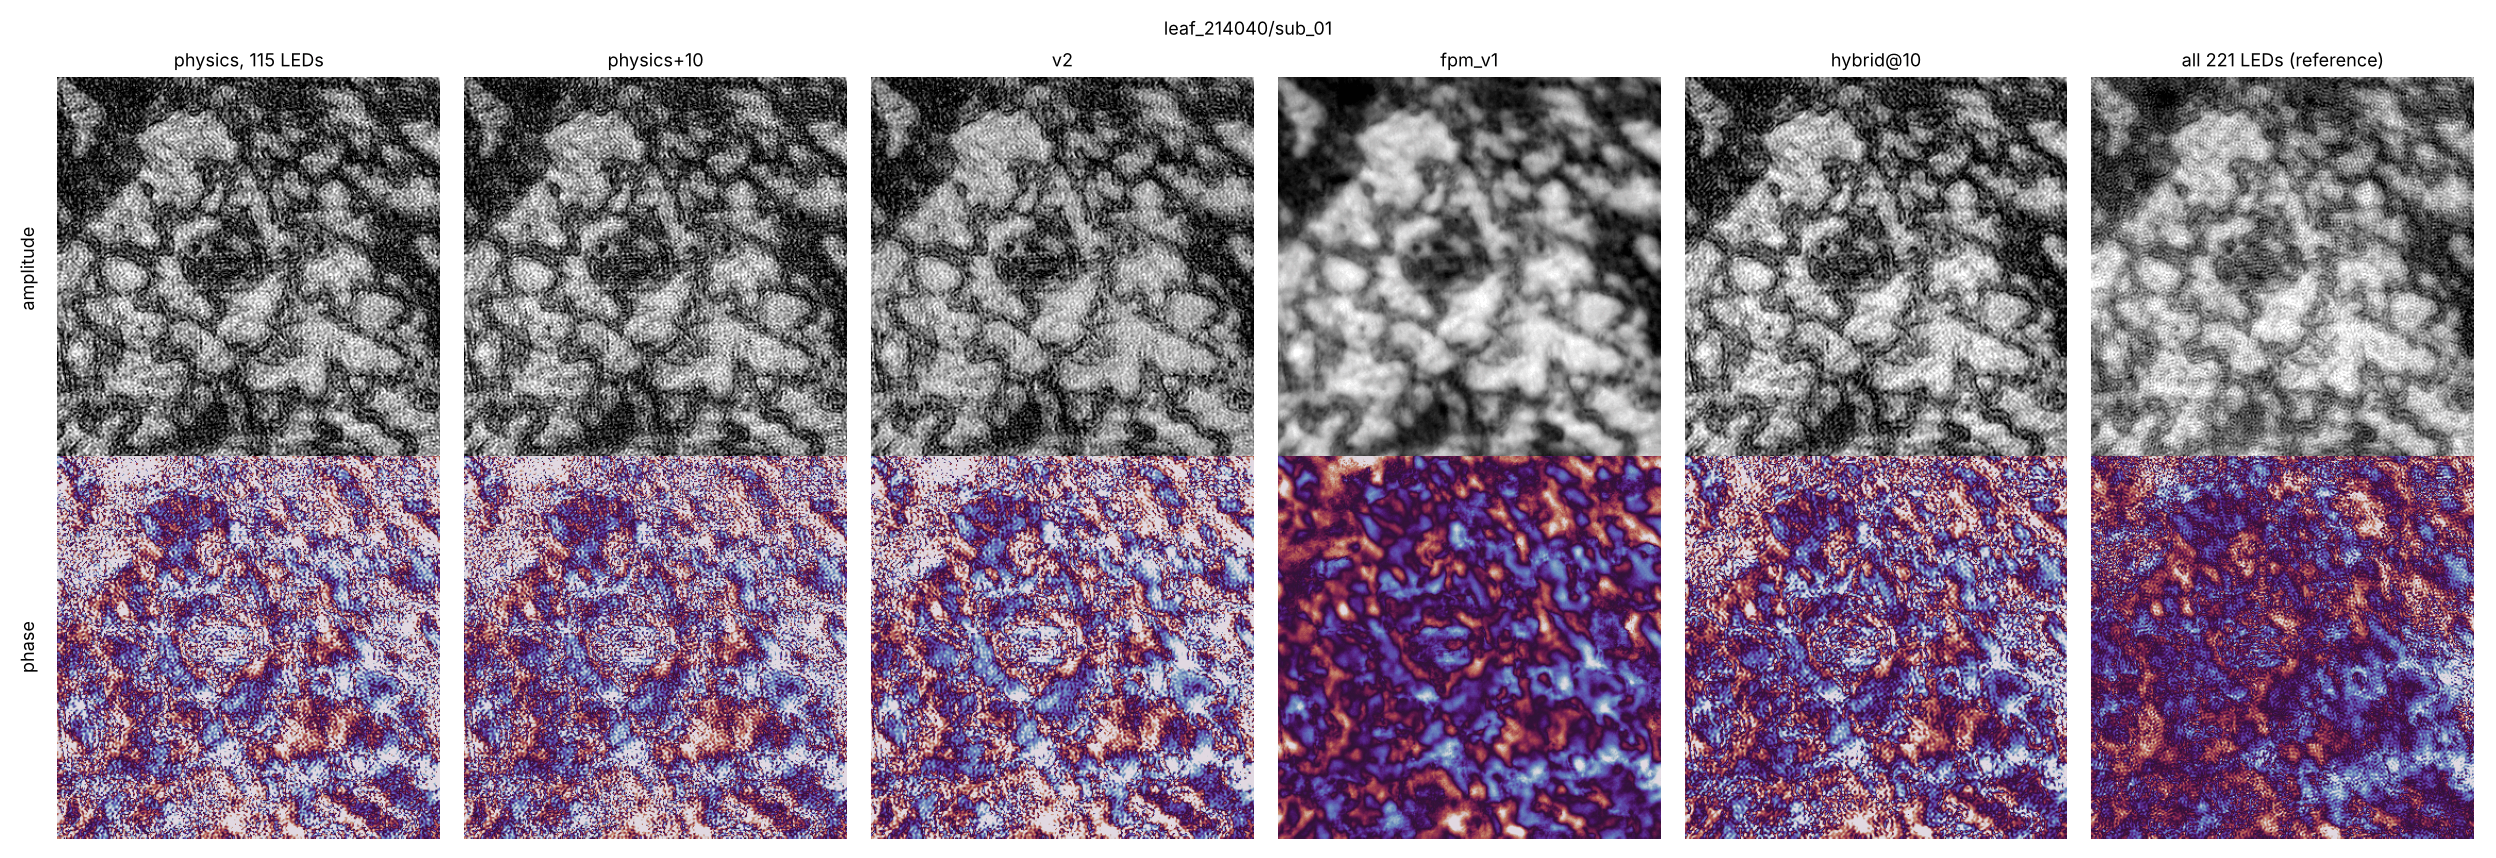 leaf_214040/sub_01
physics, 115 LEDs
physics+10
v2
fpm_v1
hybrid@10
all 221 LEDs (reference)
amplitude
phase